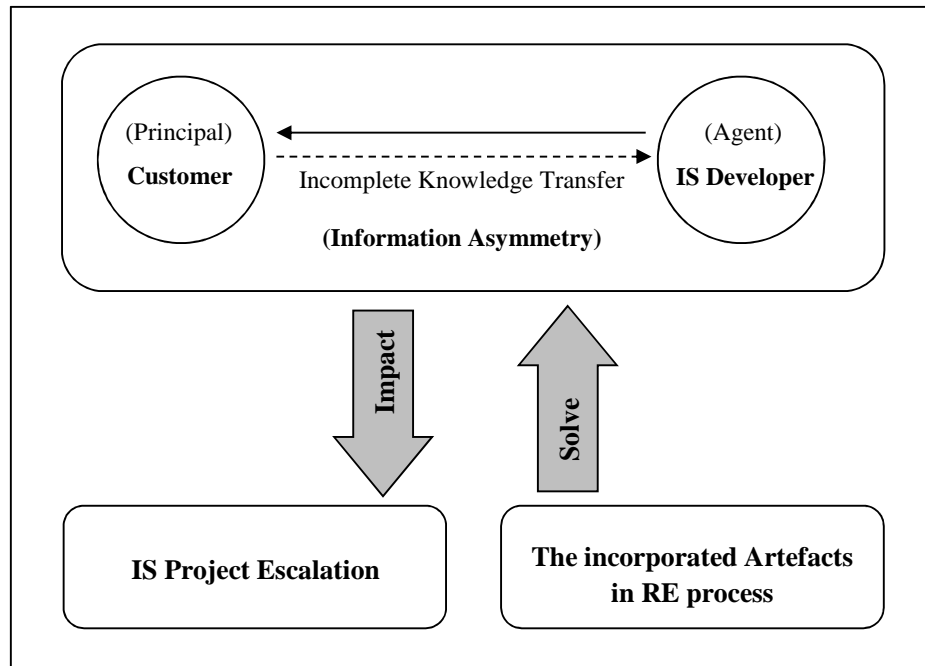 (Principal)
Customer
(Agent)
IS Developer
Incomplete Knowledge Transfer
(Information Asymmetry)
Impact
Solve
IS Project Escalation
The incorporated Artefacts
in RE process